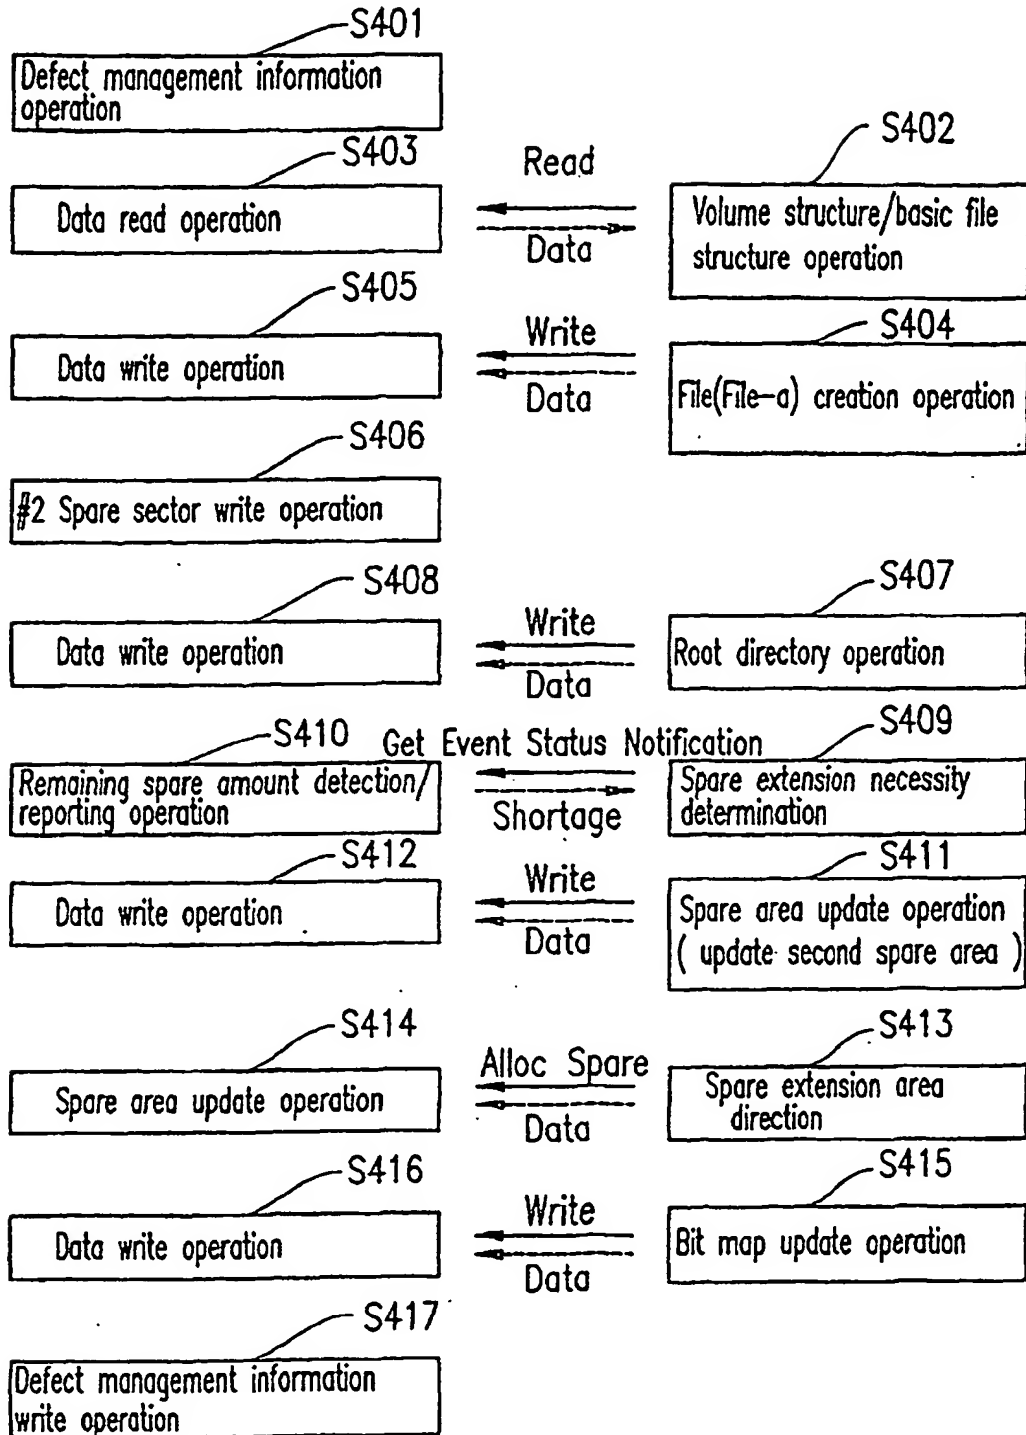 S401
Defect management information
operation
S403
Data read operation
Read
Data
S402
Volume structure/basic file
structure operation
S405
Data write operation
Write
Data
S404
File(File-a) creation operation
S406
#2 Spare sector write operation
S408
Data write operation
Write
Data
S407
Root directory operation
S410
Remaining spare amount detection/
reporting operation
Get Event Status Notification
Shortage
S409
Spare extension necessity
determination
S412
Data write operation
Write
Data
S411
Spare area update operation
( update second spare area )
S414
Spare area update operation
Alloc Spare
Data
S413
Spare extension area
direction
S416
Data write operation
Write
Data
S415
Bit map update operation
S417
Defect management information
write operation